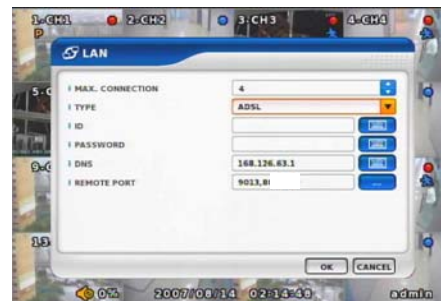 1-CH1 2-CH2 3-CH3 4-CH4
P
LAN
MAX. CONNECTION 4
TYPE ADSL
ID
PASSWORD
DNS 168.126.63.1
REMOTE PORT 9013,8
...
OK CANCEL
0% 2007/08/14 02:14:48 admin